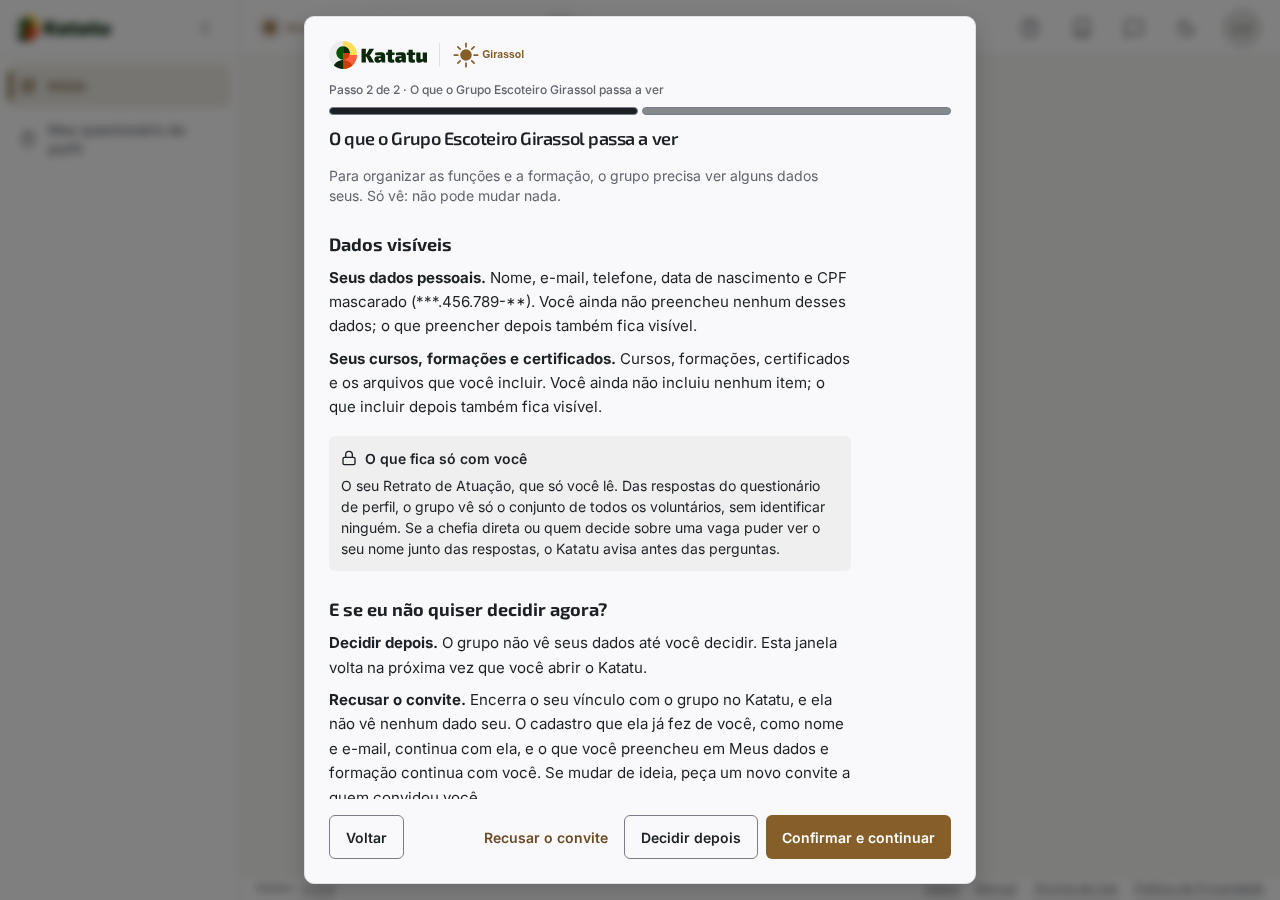 Katatu
Girassol
Passo 2 de 2 · O que o Grupo Escoteiro Girassol passa a ver
O que o Grupo Escoteiro Girassol passa a ver
Para organizar as funções e a formação, o grupo precisa ver alguns dados
seus. Só vê: não pode mudar nada.
Dados visíveis
Seus dados pessoais. Nome, e-mail, telefone, data de nascimento e CPF
mascarado (***.456.789-**). Você ainda não preencheu nenhum desses
dados; o que preencher depois também fica visível.
Seus cursos, formações e certificados. Cursos, formações, certificados
e os arquivos que você incluir. Você ainda não incluiu nenhum item; o
que incluir depois também fica visível.
O que fica só com você
O seu Retrato de Atuação, que só você lê. Das respostas do questionário
de perfil, o grupo vê só o conjunto de todos os voluntários, sem identificar
ninguém. Se a chefia direta ou quem decide sobre uma vaga puder ver o
seu nome junto das respostas, o Katatu avisa antes das perguntas.
E se eu não quiser decidir agora?
Decidir depois. O grupo não vê seus dados até você decidir. Esta janela
volta na próxima vez que você abrir o Katatu.
Recusar o convite. Encerra o seu vínculo com o grupo no Katatu, e ela
não vê nenhum dado seu. O cadastro que ela já fez de você, como nome
e e-mail, continua com ela, e o que você preencheu em Meus dados e
formação continua com você. Se mudar de ideia, peça um novo convite a
quem convidou você.
Voltar
Recusar o convite
Decidir depois
Confirmar e continuar